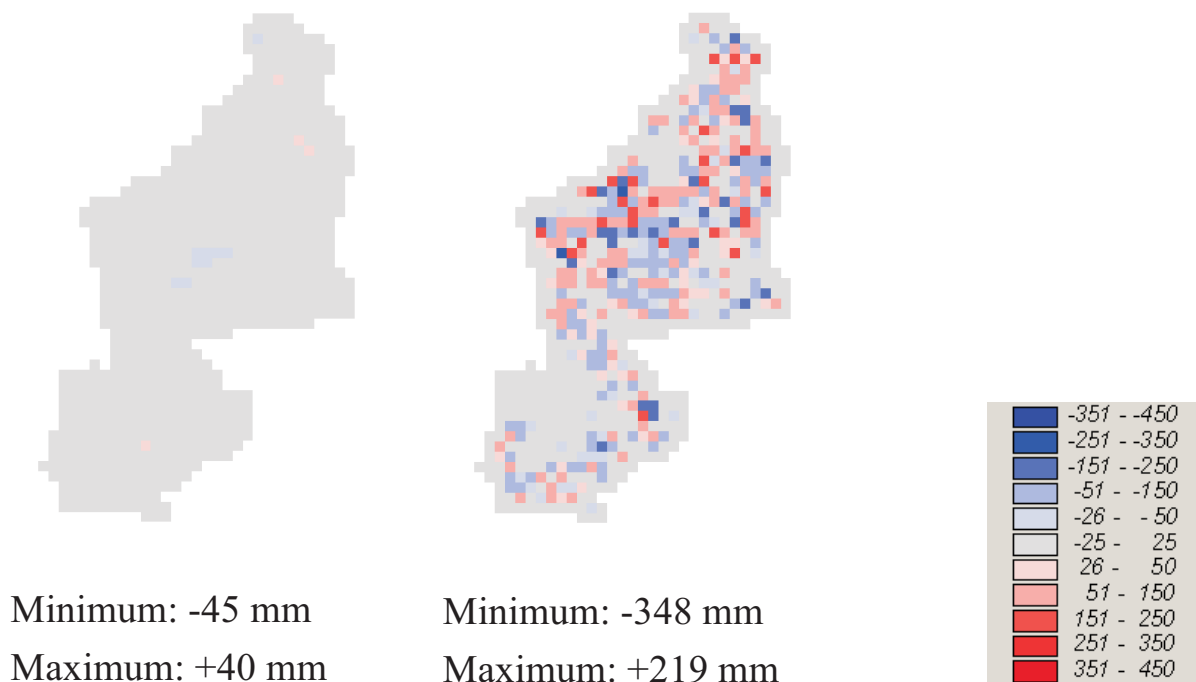 -351 - -450
-251 - -350
-151 - -250
-51 - -150
-26 - - 50
-25 - 25
26 - 50
51 - 150
151 - 250
251 - 350
351 - 450
Minimum: -45 mm
Maximum: +40 mm
Minimum: -348 mm
Maximum: +219 mm